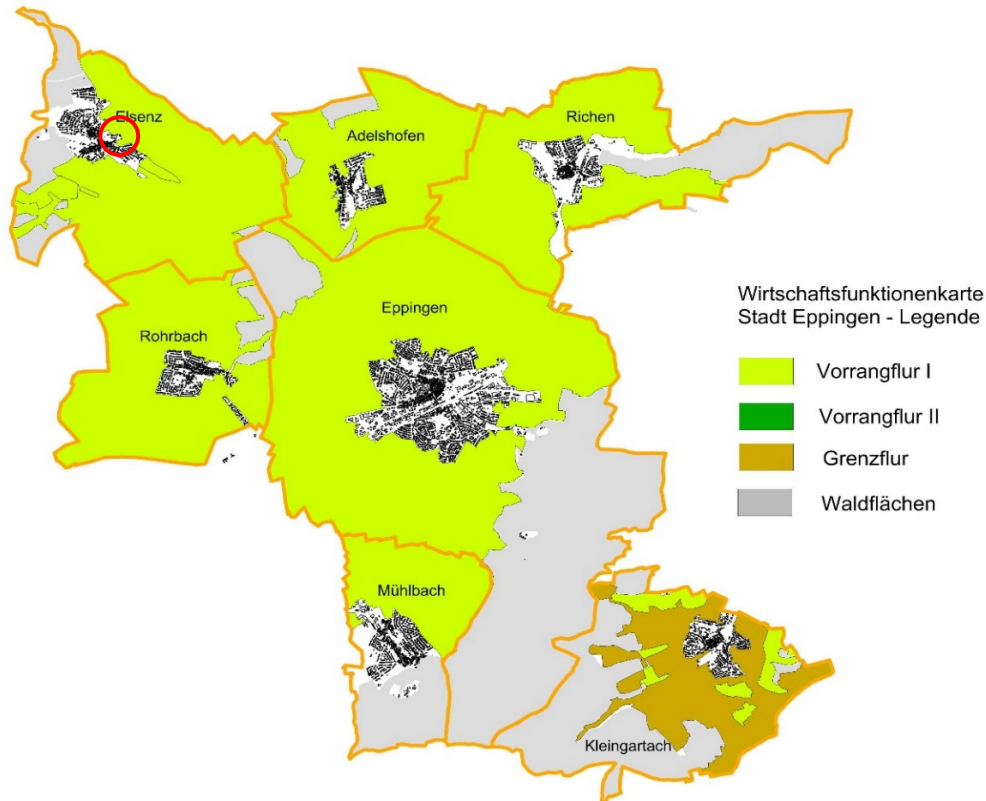 Elsenz
Adelshofen
Richen
Eppingen
Rohrbach
Mühlbach
Kleingartach
Wirtschaftsfunktionenkarte
Stadt Eppingen - Legende
Vorrangflur I
Vorrangflur II
Grenzflur
Waldflächen